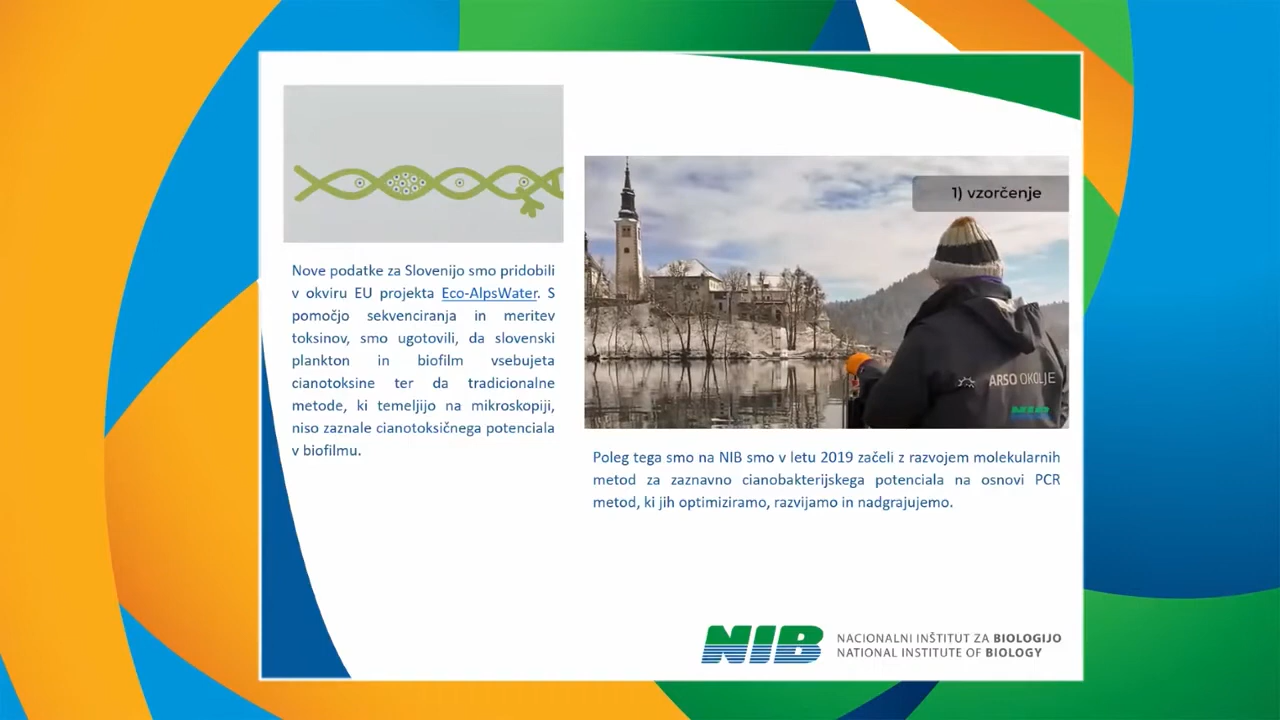 Nove podatke za Slovenijo smo pridobili
v okviru EU projekta Eco-AlpsWater. S
pomočjo sekvenciranja in meritev
toksinov, smo ugotovili, da slovenski
plankton in biofilm vsebujeta
cianotoksine ter da tradicionalne
metode, ki temeljijo na mikroskopiji,
niso zaznale cianotoksičnega potenciala
v biofilmu.
1) vzorčenje
ARSO OKOLJE
NIB
Poleg tega smo na NIB smo v letu 2019 začeli z razvojem molekularnih
metod za zaznavno cianobakterijskega potenciala na osnovi PCR
metod, ki jih optimiziramo, razvijamo in nadgrajujemo.
NIB
NACIONALNI INŠTITUT ZA BIOLOGIJO
NATIONAL INSTITUTE OF BIOLOGY